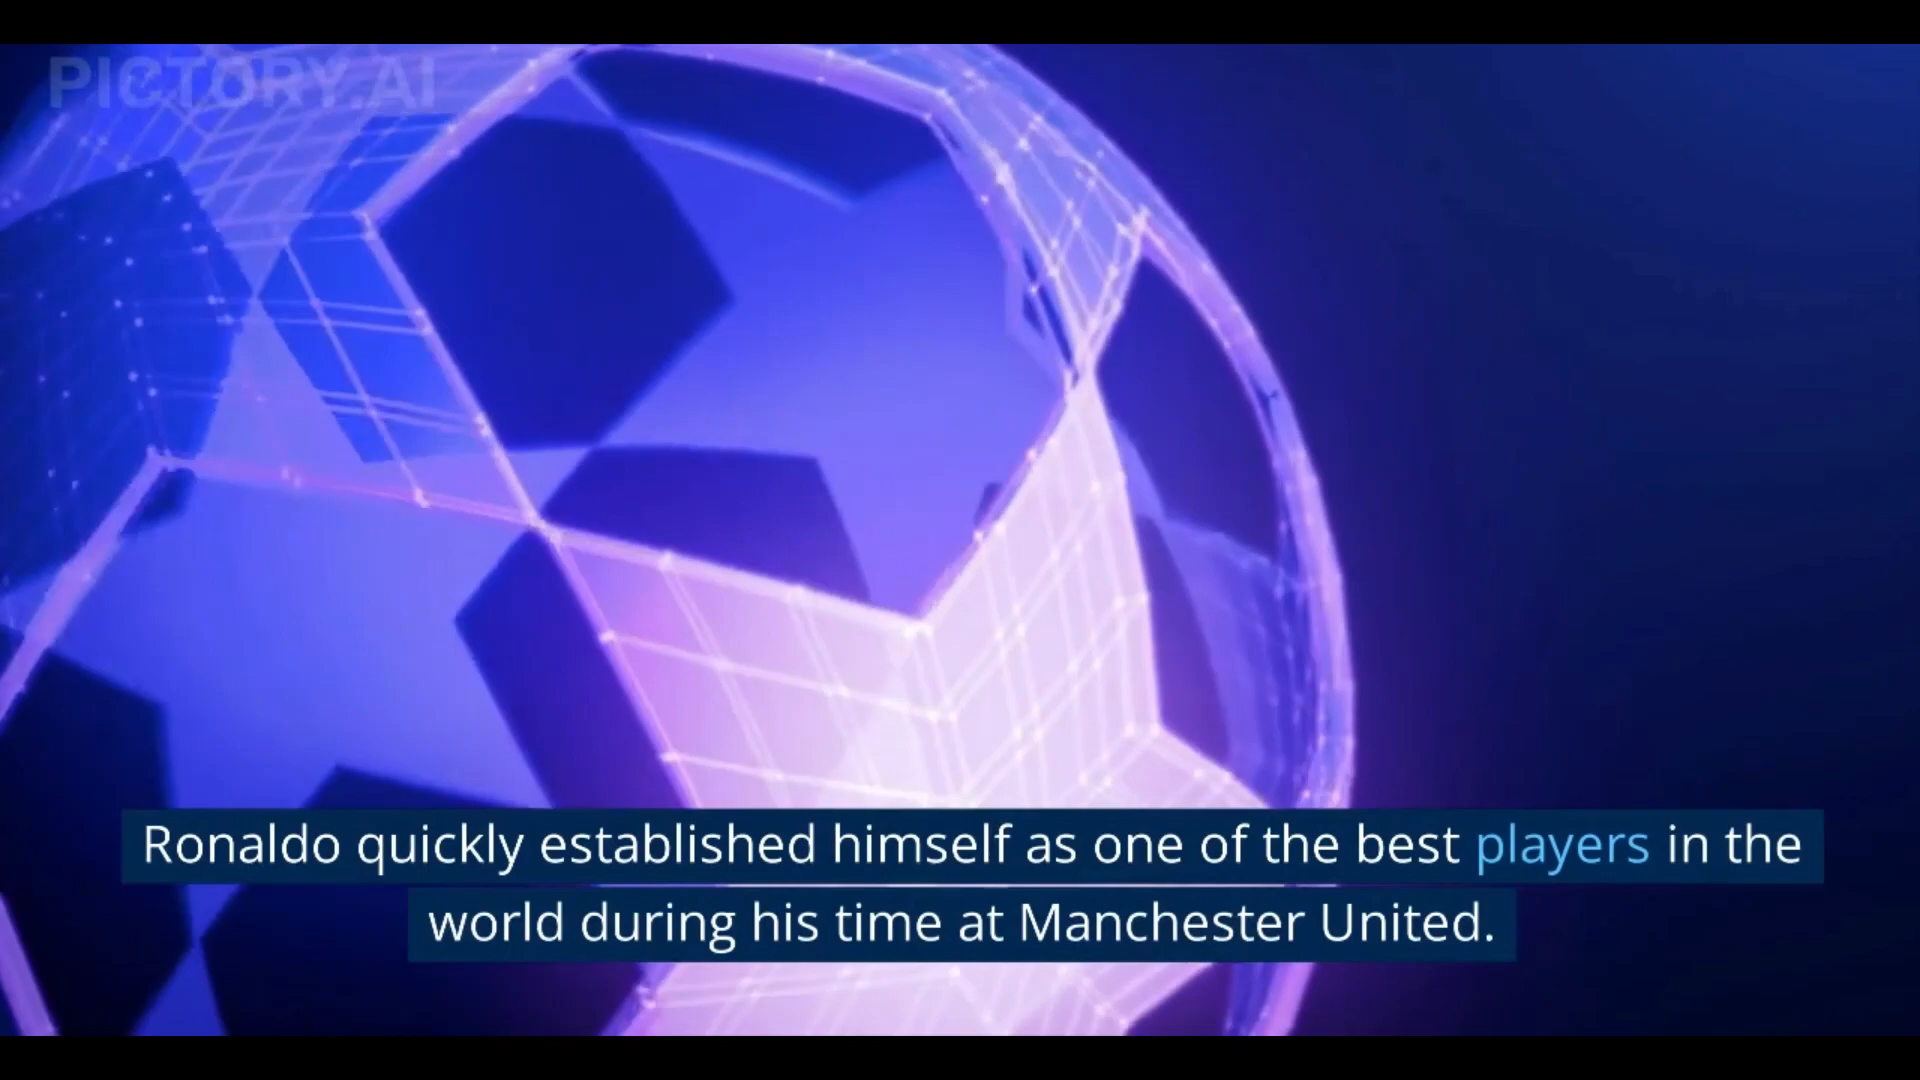 PICTORY.AI
Ronaldo quickly established himself as one of the best players in the
world during his time at Manchester United.